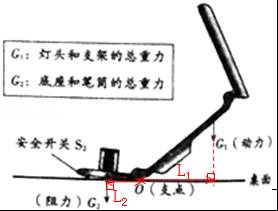 G₁：灯头和支架的总重力
G₂：底座和笔筒的总重力
安全开关 S₂
L₁
G₁（动力）
L₂
O（支点）
桌面
（阻力）G₂